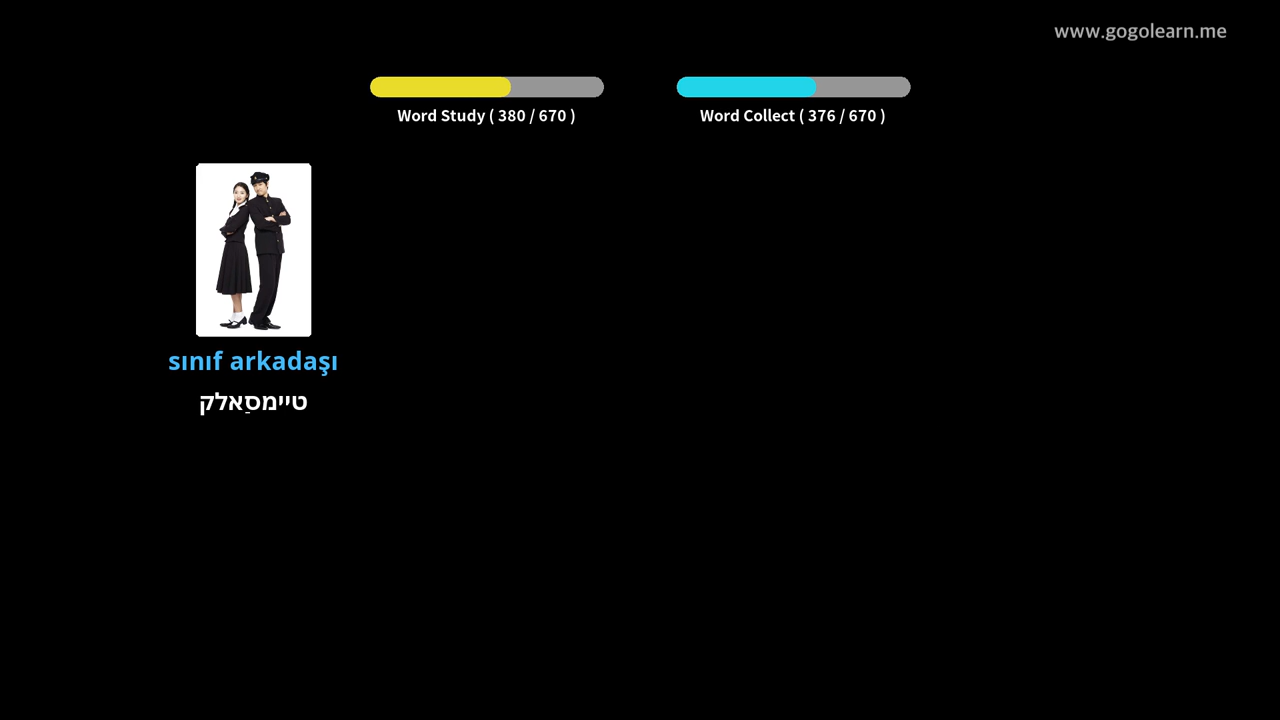 www.gogolearn.me
Word Study ( 380 / 670 )
Word Collect ( 376 / 670 )
sınıf arkadaşı
טיימסַאלק